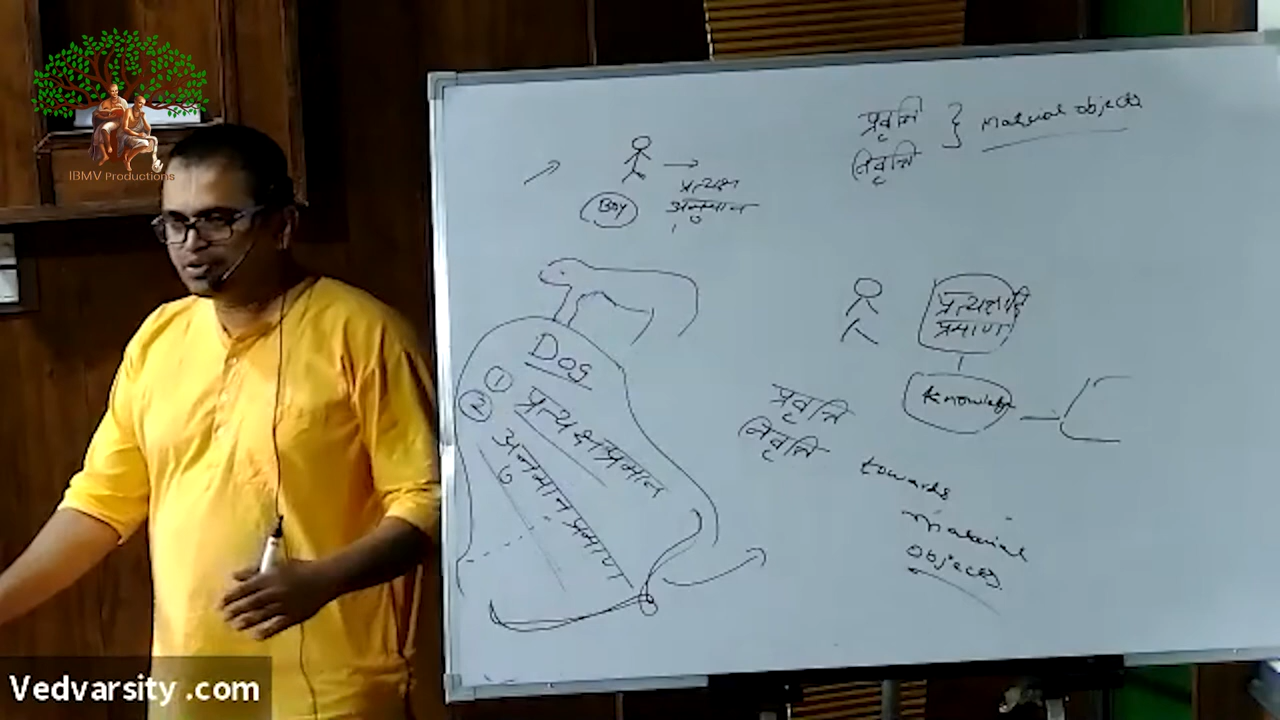 IBMV Productions
प्रवृत्ति
निवृत्ति
} Material objects
Boy
प्रत्यक्ष
अनुमान
Dog
① प्रत्यक्षप्रमाण
② अनुमान प्रमाण
प्रत्यक्षादि
प्रमाण
Knowledge
प्रवृत्ति
निवृत्ति
towards
material
objects
Vedvarsity .com